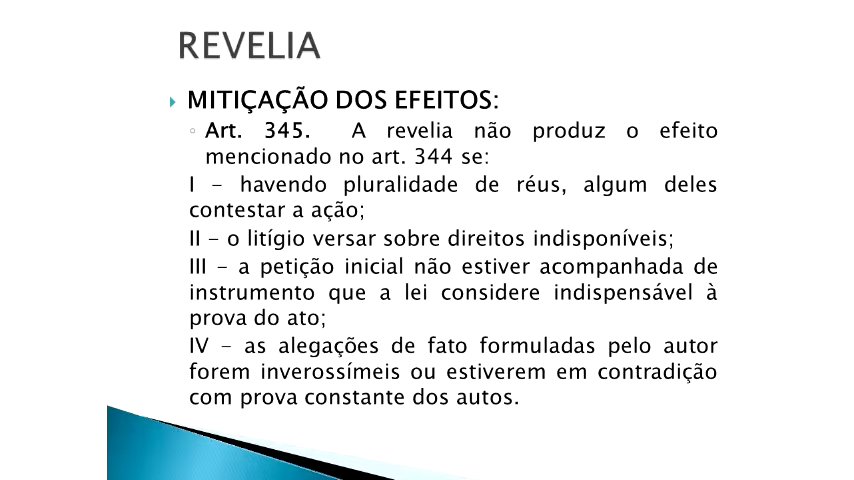 REVELIA
MITIÇAÇÃO DOS EFEITOS:
Art. 345. A revelia não produz o efeito
mencionado no art. 344 se:
I - havendo pluralidade de réus, algum deles
contestar a ação;
II - o litígio versar sobre direitos indisponíveis;
III - a petição inicial não estiver acompanhada de
instrumento que a lei considere indispensável à
prova do ato;
IV - as alegações de fato formuladas pelo autor
forem inverossímeis ou estiverem em contradição
com prova constante dos autos.